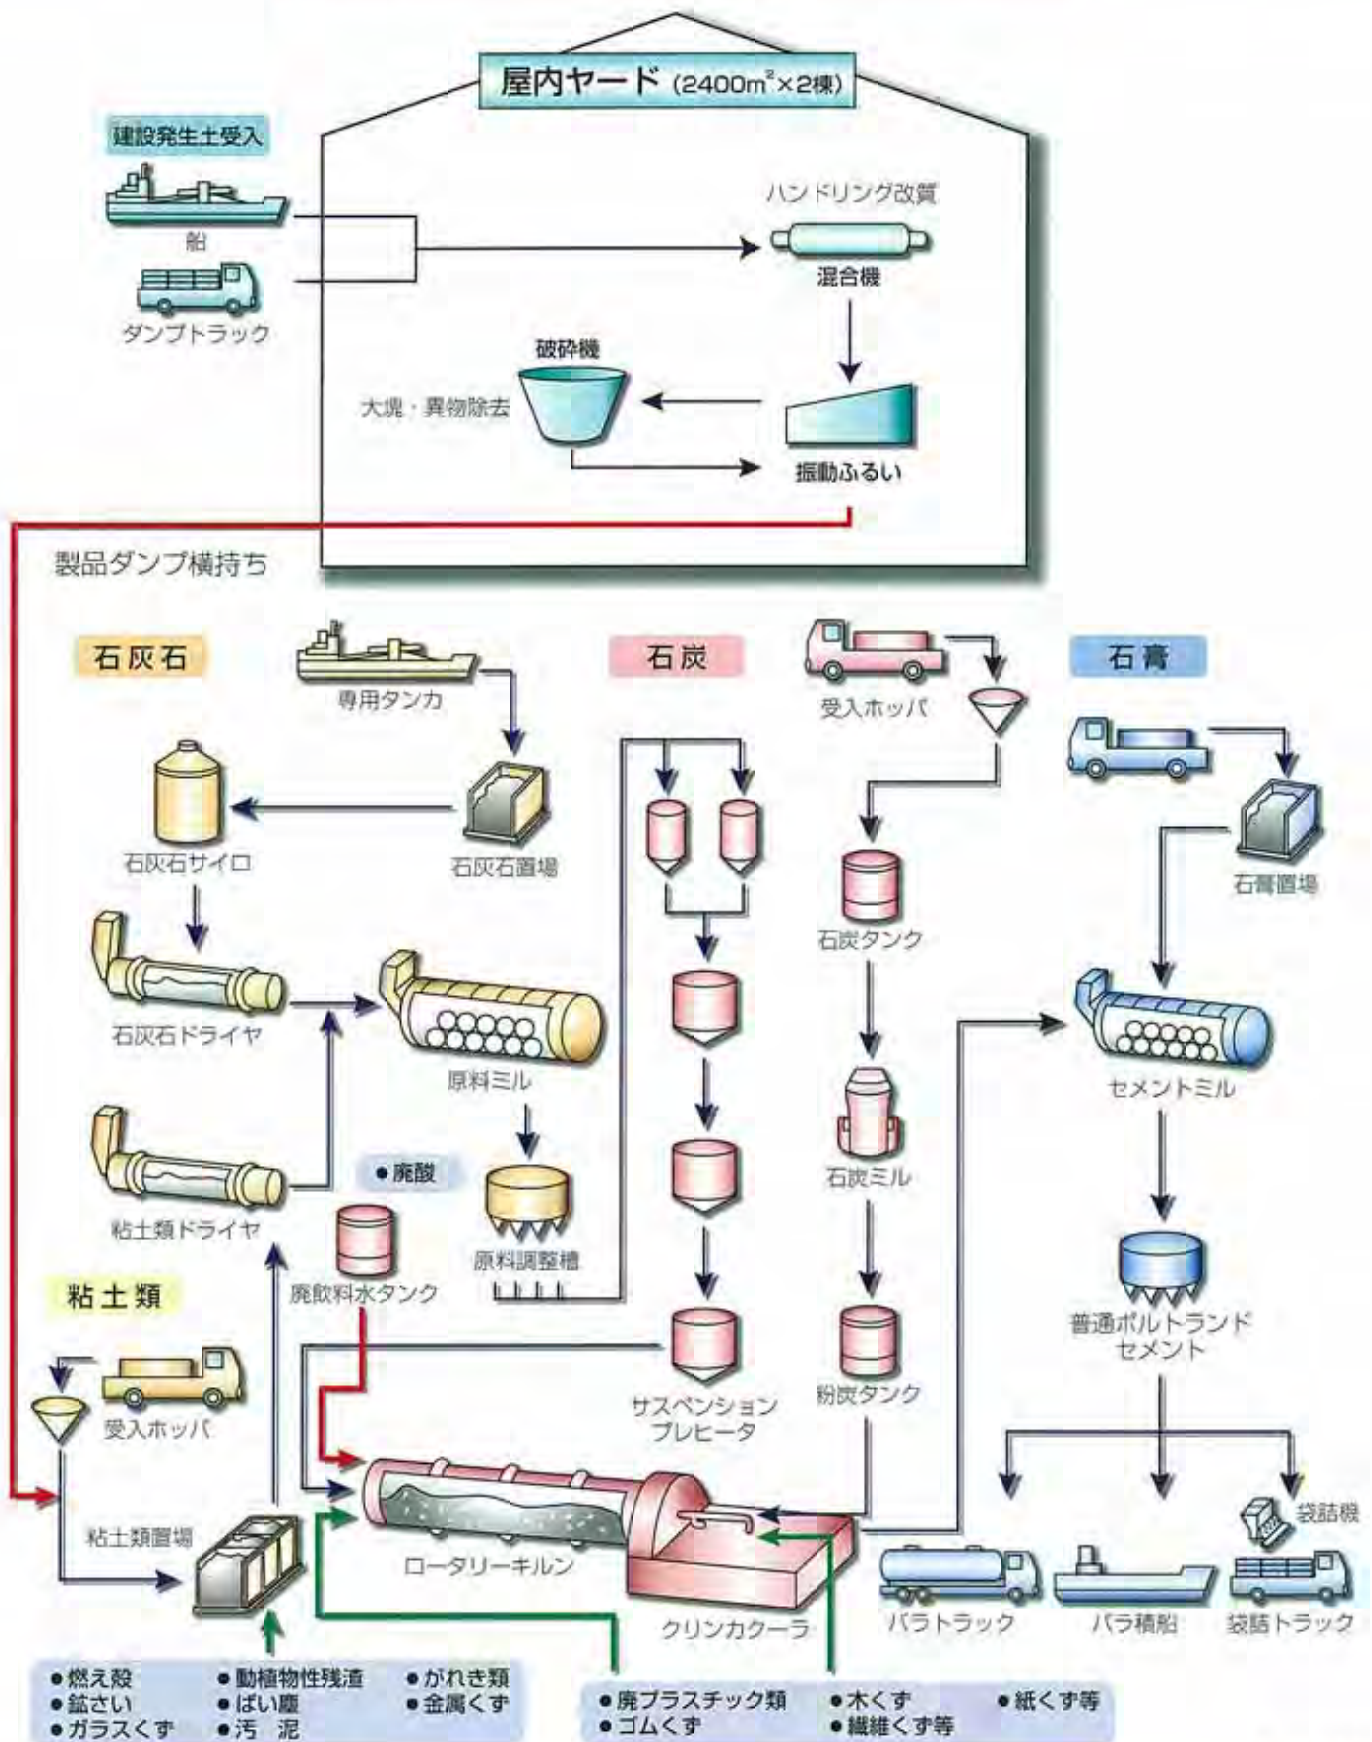 屋内ヤード (2400m²×2棟)
建設発生土受入
船
ダンプトラック
ハンドリング改質
混合機
破砕機
大塊・異物除去
振動ふるい
製品ダンプ横持ち
石灰石
専用タンカ
石灰石サイロ
石灰石置場
石灰石ドライヤ
原料ミル
粘土類ドライヤ
●廃酸
廃飲料水タンク
原料調整槽
粘土類
受入ホッパ
粘土類置場
石炭
受入ホッパ
石炭タンク
石炭ミル
粉炭タンク
サスペンション
プレヒータ
ロータリーキルン
クリンカクーラ
石膏
石膏置場
セメントミル
普通ポルトランド
セメント
袋詰機
バラトラック
バラ積船
袋詰トラック
●燃え殻 ●動植物性残渣 ●がれき類
●鉱さい ●ばい塵 ●金属くず
●ガラスくず ●汚 泥
●廃プラスチック類 ●木くず ●紙くず等
●ゴムくず ●繊維くず等